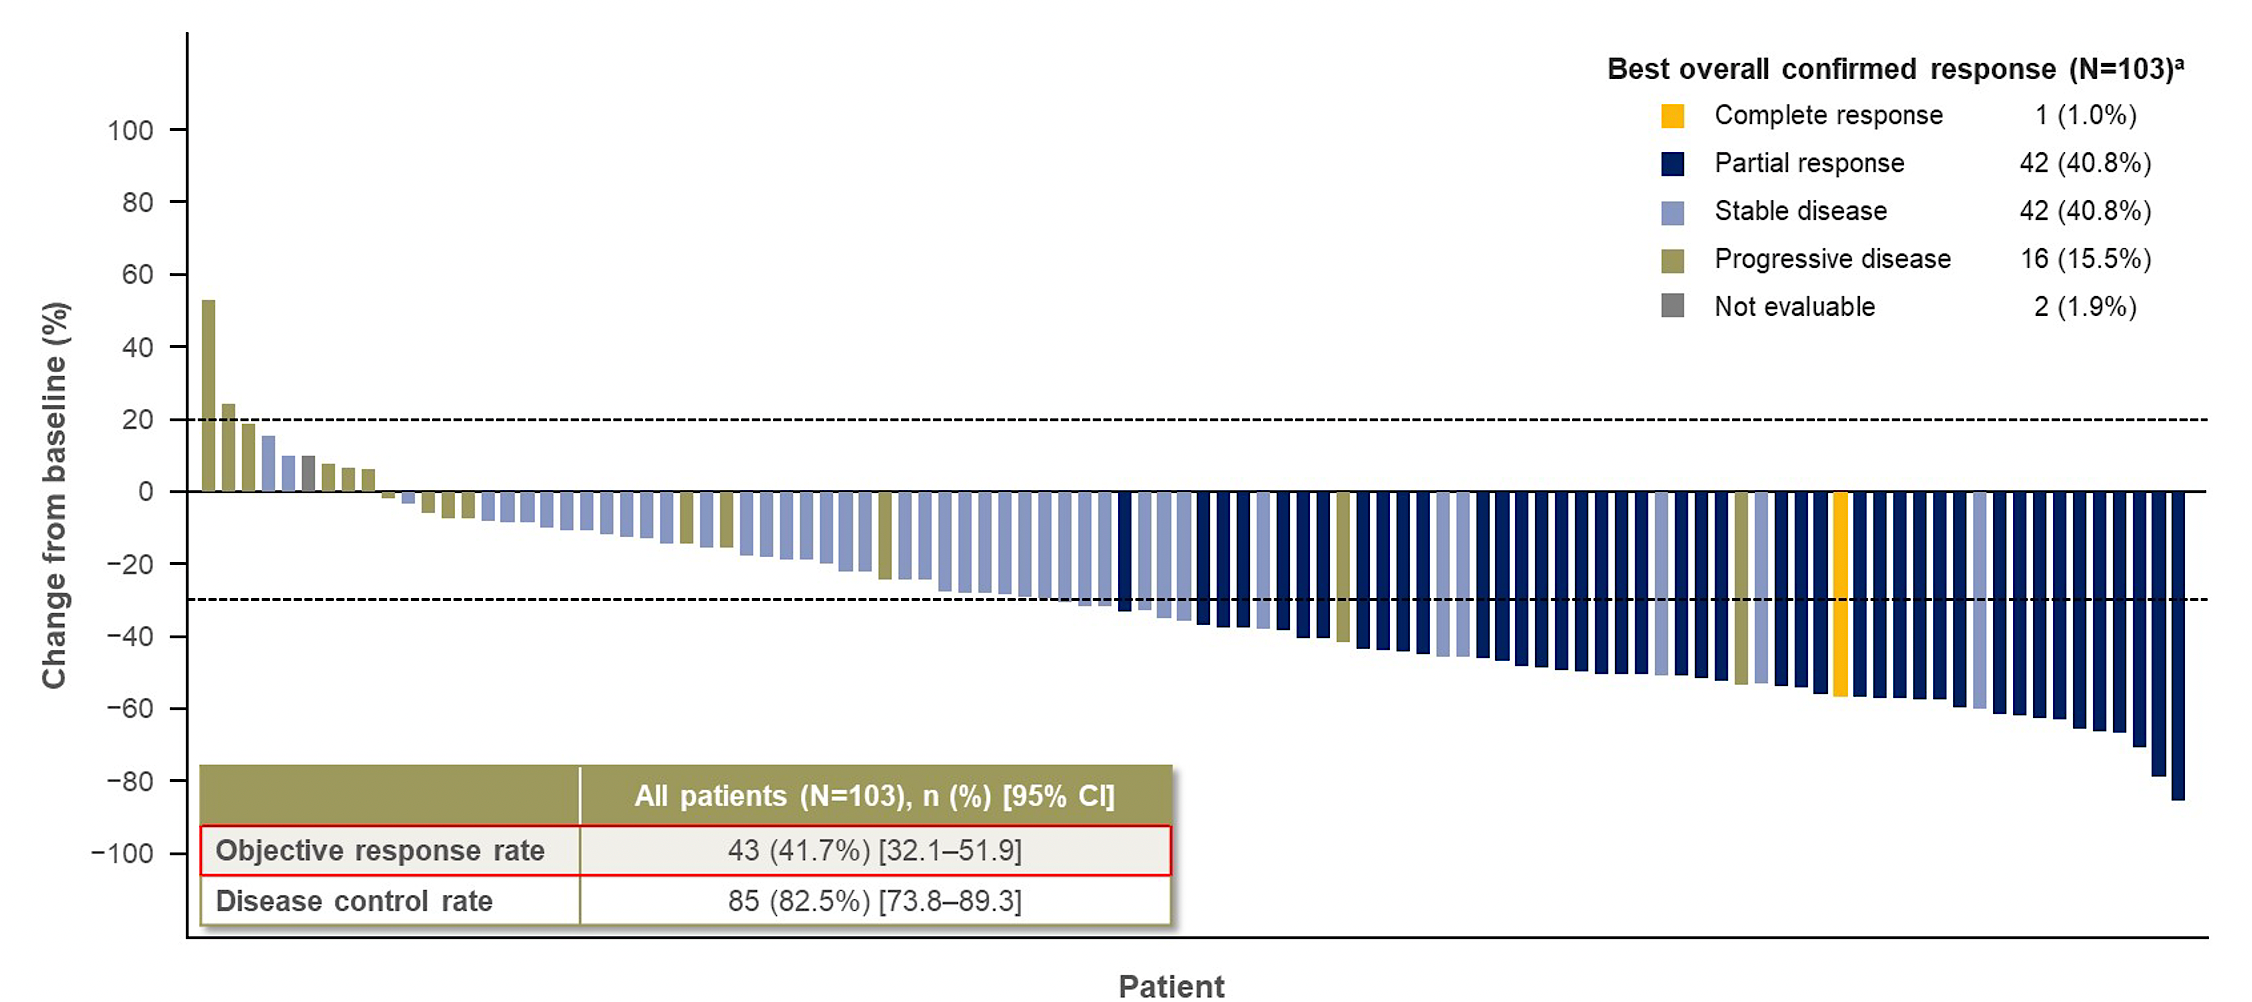 Best overall confirmed response (N=103)ᵃ
Complete response 1 (1.0%)
Partial response 42 (40.8%)
Stable disease 42 (40.8%)
Progressive disease 16 (15.5%)
Not evaluable 2 (1.9%)
Change from baseline (%)
100
80
60
40
20
0
−20
−40
−60
−80
−100
All patients (N=103), n (%) [95% CI]
Objective response rate 43 (41.7%) [32.1–51.9]
Disease control rate 85 (82.5%) [73.8–89.3]
Patient